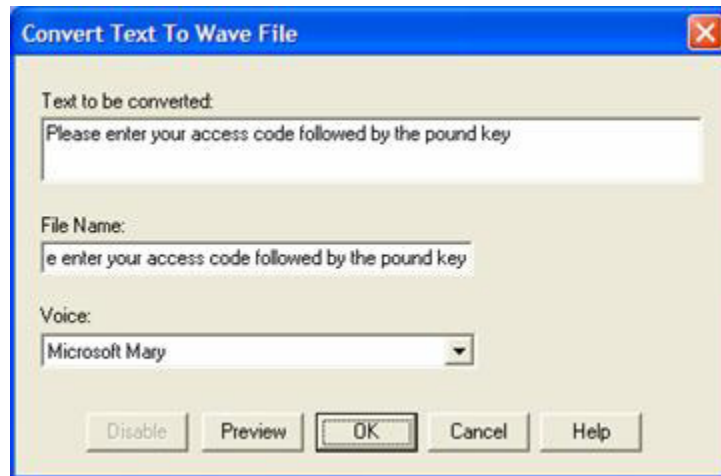 Convert Text To Wave File
Text to be converted:
Please enter your access code followed by the pound key
File Name:
e enter your access code followed by the pound key
Voice:
Microsoft Mary
Disable Preview OK Cancel Help